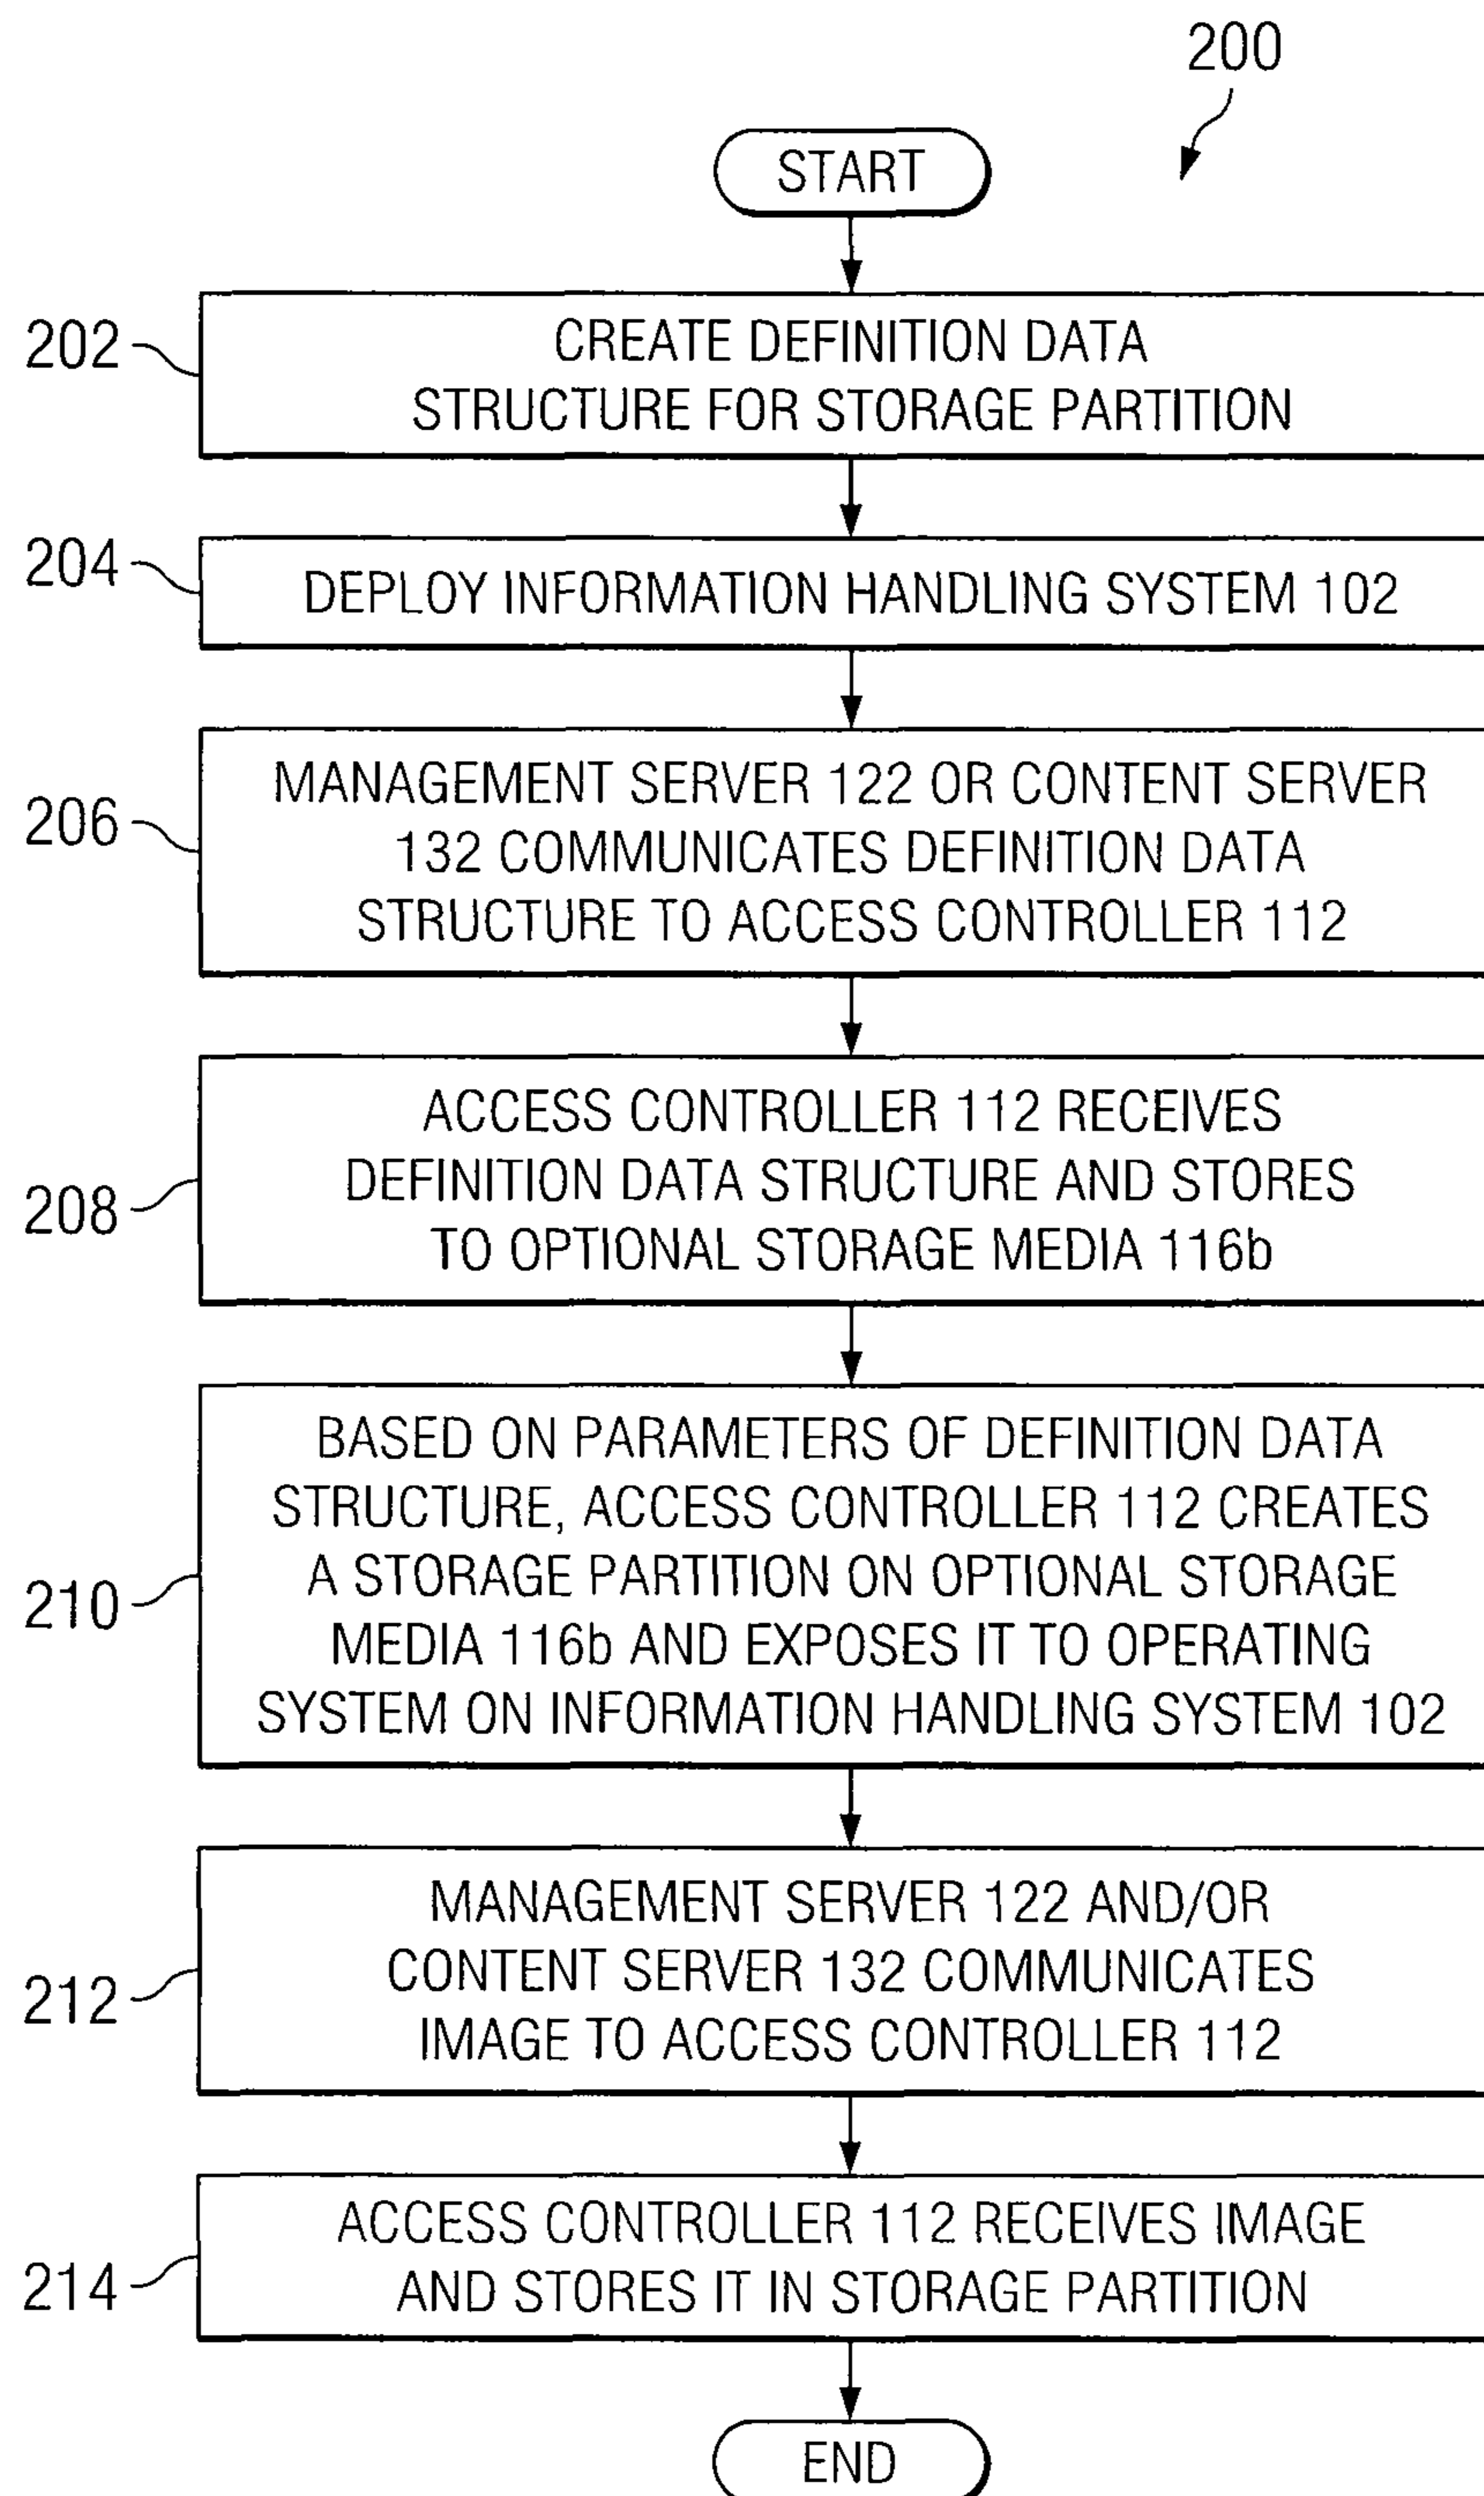 200
START
202
CREATE DEFINITION DATA
STRUCTURE FOR STORAGE PARTITION
204
DEPLOY INFORMATION HANDLING SYSTEM 102
206
MANAGEMENT SERVER 122 OR CONTENT SERVER
132 COMMUNICATES DEFINITION DATA
STRUCTURE TO ACCESS CONTROLLER 112
208
ACCESS CONTROLLER 112 RECEIVES
DEFINITION DATA STRUCTURE AND STORES
TO OPTIONAL STORAGE MEDIA 116b
210
BASED ON PARAMETERS OF DEFINITION DATA
STRUCTURE, ACCESS CONTROLLER 112 CREATES
A STORAGE PARTITION ON OPTIONAL STORAGE
MEDIA 116b AND EXPOSES IT TO OPERATING
SYSTEM ON INFORMATION HANDLING SYSTEM 102
212
MANAGEMENT SERVER 122 AND/OR
CONTENT SERVER 132 COMMUNICATES
IMAGE TO ACCESS CONTROLLER 112
214
ACCESS CONTROLLER 112 RECEIVES IMAGE
AND STORES IT IN STORAGE PARTITION
END